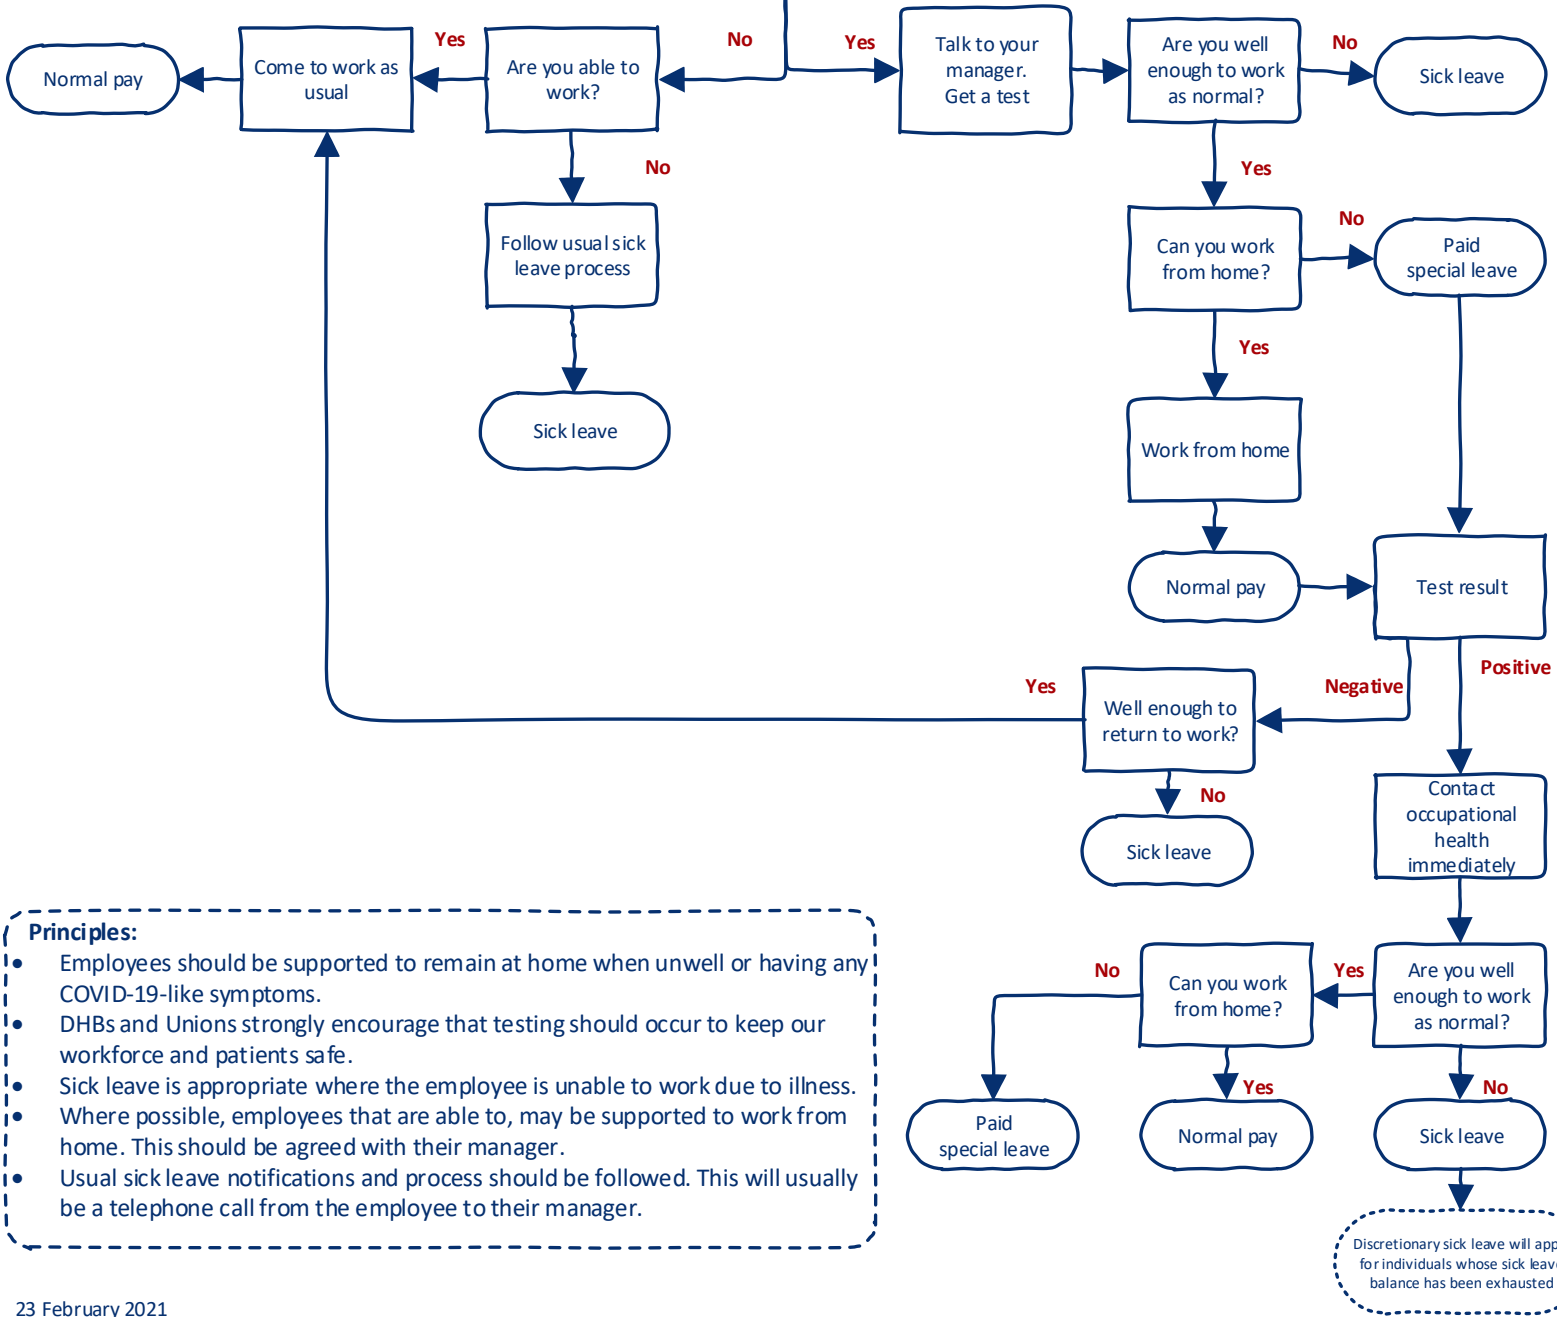 Yes
No
Yes
No
Normal pay
Come to work as
usual
Are you able to
work?
Talk to your
manager.
Get a test
Are you well
enough to work
as normal?
Sick leave
No
Yes
Follow usual sick
leave process
Can you work
from home?
No
Paid
special leave
Yes
Sick leave
Work from home
Normal pay
Test result
Yes
Negative
Positive
Well enough to
return to work?
No
Sick leave
Contact
occupational
health
immediately
No
Can you work
from home?
Yes
Are you well
enough to work
as normal?
Yes
No
Paid
special leave
Normal pay
Sick leave
Discretionary sick leave will app
for individuals whose sick leave
balance has been exhausted
Principles:
• Employees should be supported to remain at home when unwell or having any
COVID-19-like symptoms.
• DHBs and Unions strongly encourage that testing should occur to keep our
workforce and patients safe.
• Sick leave is appropriate where the employee is unable to work due to illness.
• Where possible, employees that are able to, may be supported to work from
home. This should be agreed with their manager.
• Usual sick leave notifications and process should be followed. This will usually
be a telephone call from the employee to their manager.
23 February 2021